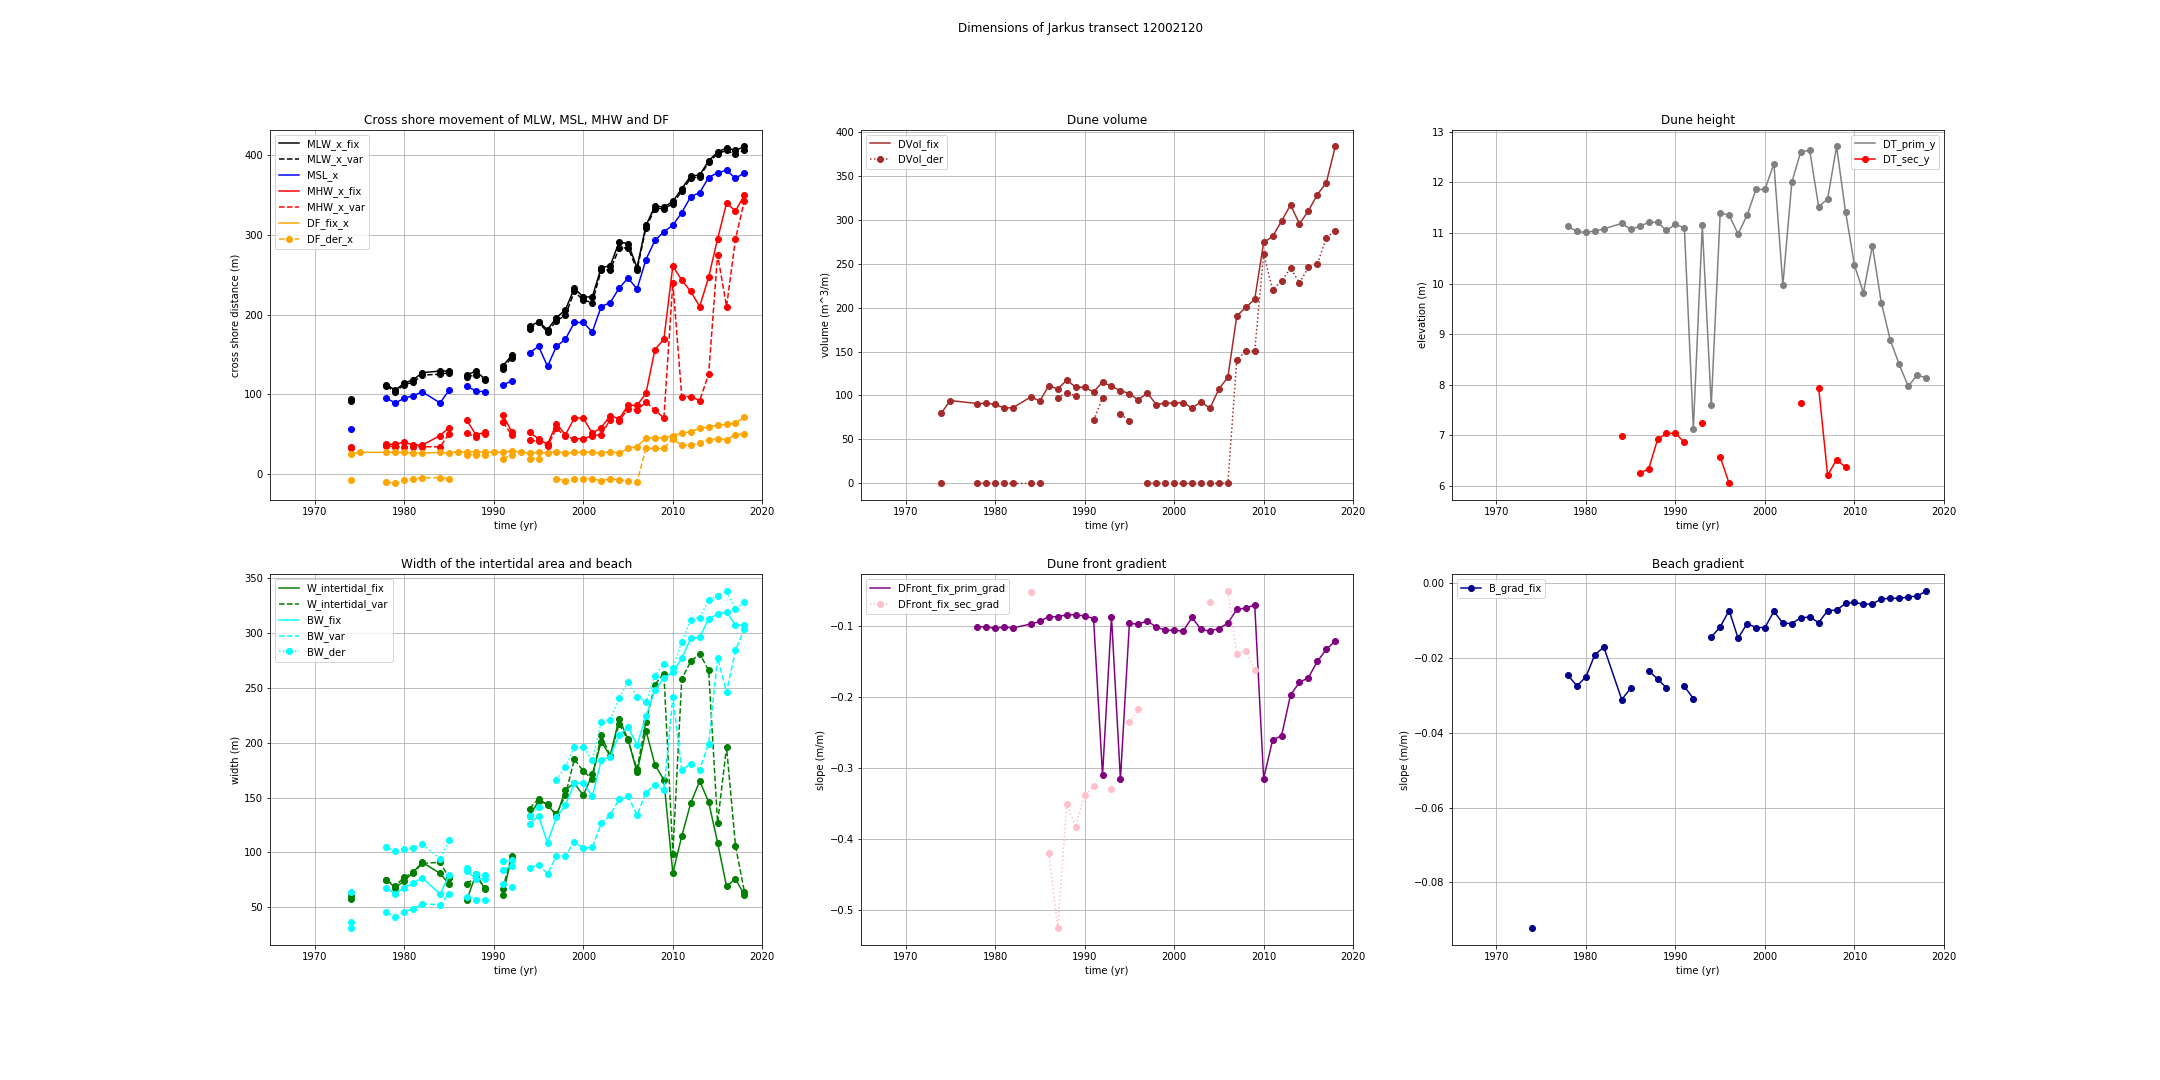 Dimensions of Jarkus transect 12002120
Cross shore movement of MLW, MSL, MHW and DF
MLW_x_fix
MLW_x_var
MSL_x
MHW_x_fix
MHW_x_var
DF_fix_x
DF_der_x
cross shore distance (m)
400
300
200
100
0
1970 1980 1990 2000 2010 2020
time (yr)
Dune volume
DVol_fix
DVol_der
volume (m^3/m)
400
350
300
250
200
150
100
50
0
1970 1980 1990 2000 2010 2020
time (yr)
Dune height
DT_prim_y
DT_sec_y
elevation (m)
13
12
11
10
9
8
7
6
1970 1980 1990 2000 2010 2020
time (yr)
Width of the intertidal area and beach
W_intertidal_fix
W_intertidal_var
BW_fix
BW_var
BW_der
width (m)
350
300
250
200
150
100
50
1970 1980 1990 2000 2010 2020
time (yr)
Dune front gradient
DFront_fix_prim_grad
DFront_fix_sec_grad
slope (m/m)
−0.1
−0.2
−0.3
−0.4
−0.5
1970 1980 1990 2000 2010 2020
time (yr)
Beach gradient
B_grad_fix
slope (m/m)
0.00
−0.02
−0.04
−0.06
−0.08
1970 1980 1990 2000 2010 2020
time (yr)